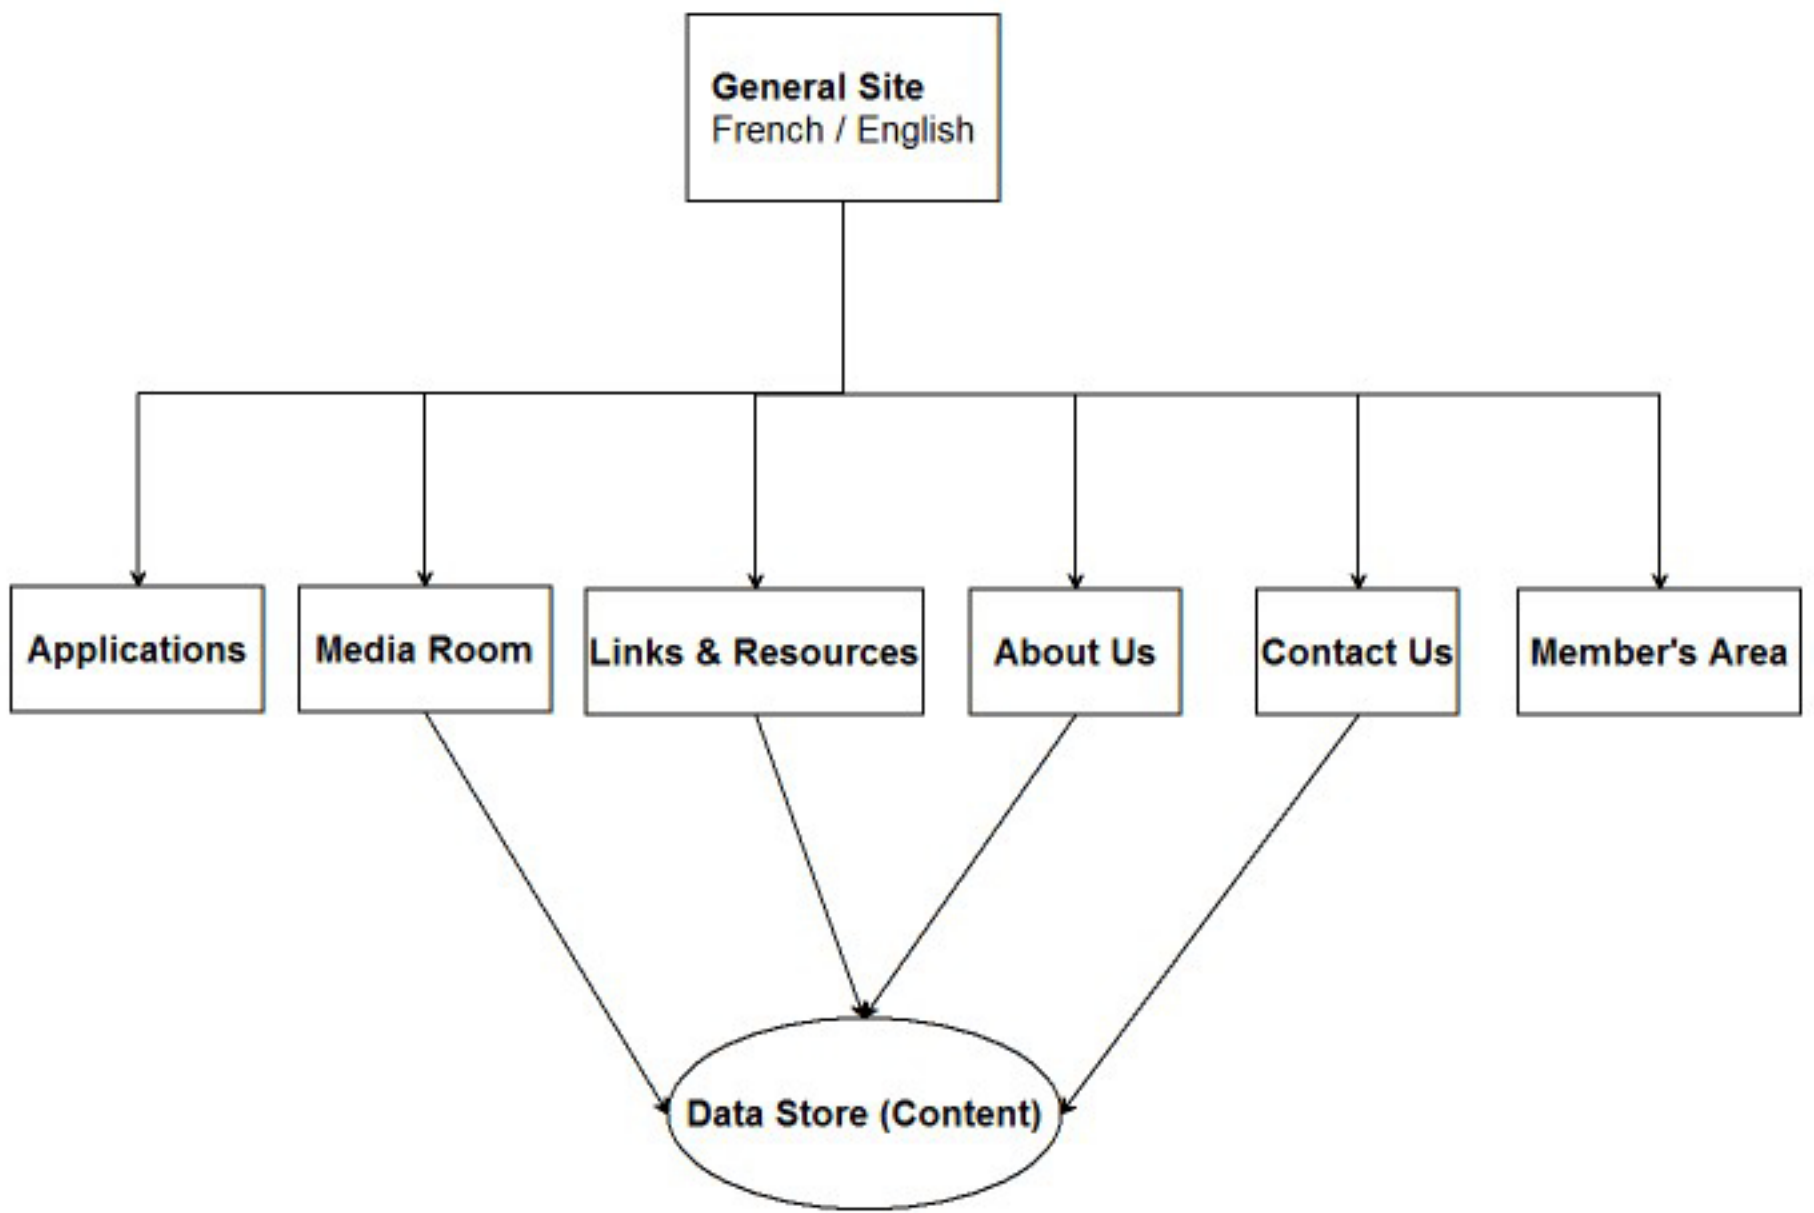 General Site
French / English
Applications
Media Room
Links & Resources
About Us
Contact Us
Member's Area
Data Store (Content)